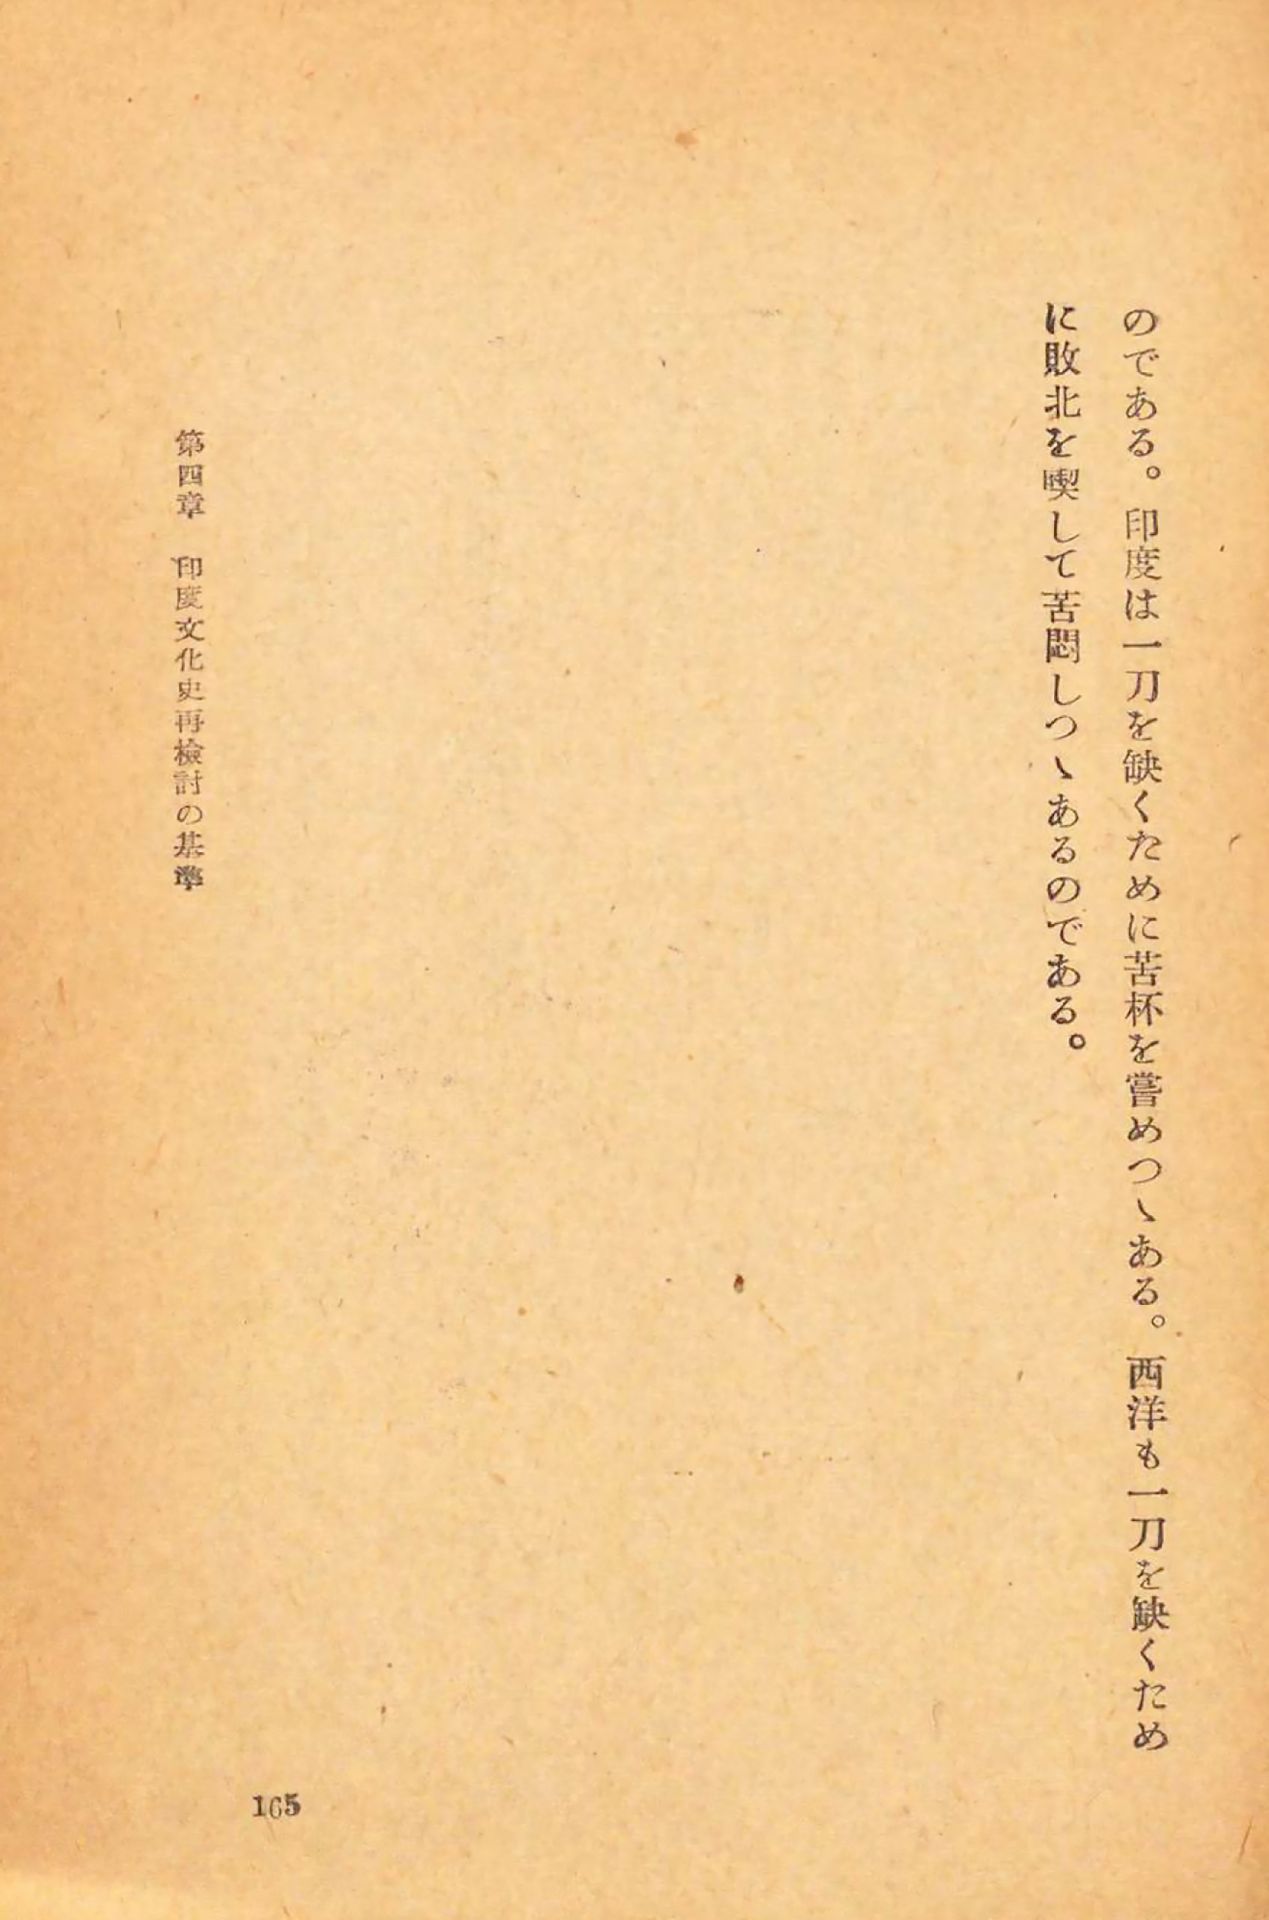 のである。印度は一刀を缺くために苦杯を嘗めつゝある。西洋も一刀を缺くため
に敗北を喫して苦悶しつゝあるのである。
第四章　印度文化史再檢討の基準
165